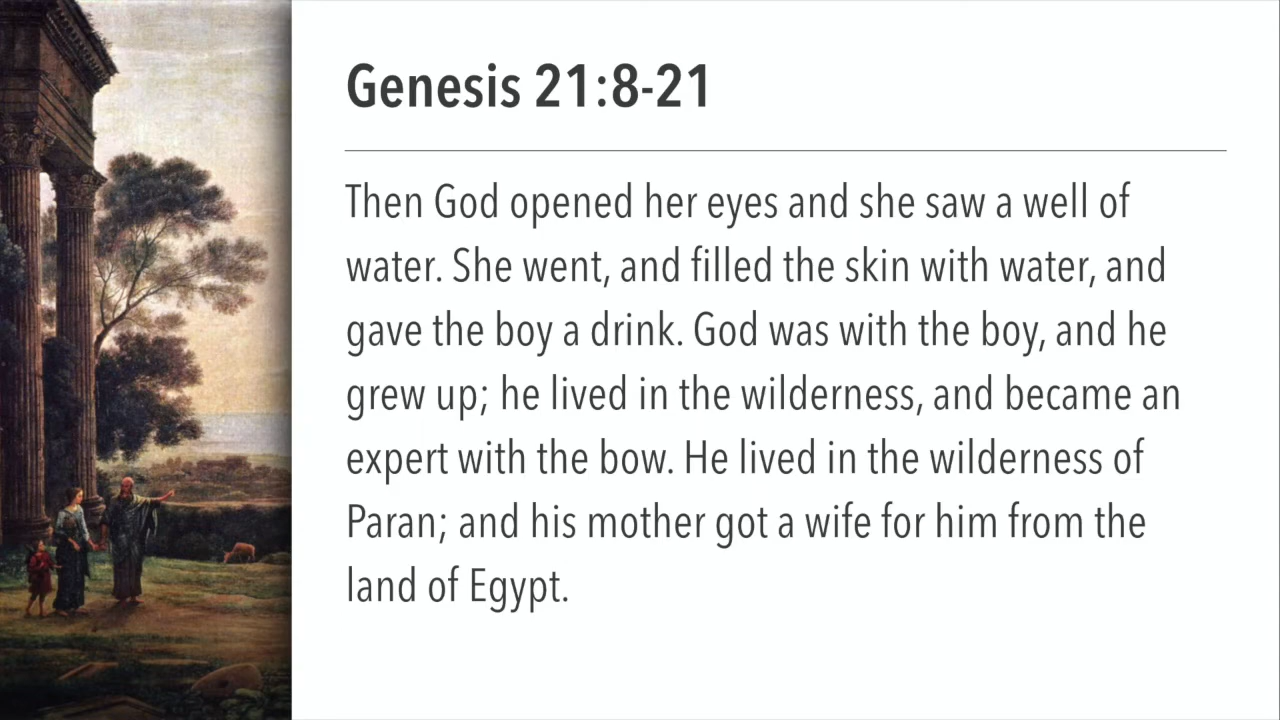 Genesis 21:8-21
Then God opened her eyes and she saw a well of
water. She went, and filled the skin with water, and
gave the boy a drink. God was with the boy, and he
grew up; he lived in the wilderness, and became an
expert with the bow. He lived in the wilderness of
Paran; and his mother got a wife for him from the
land of Egypt.